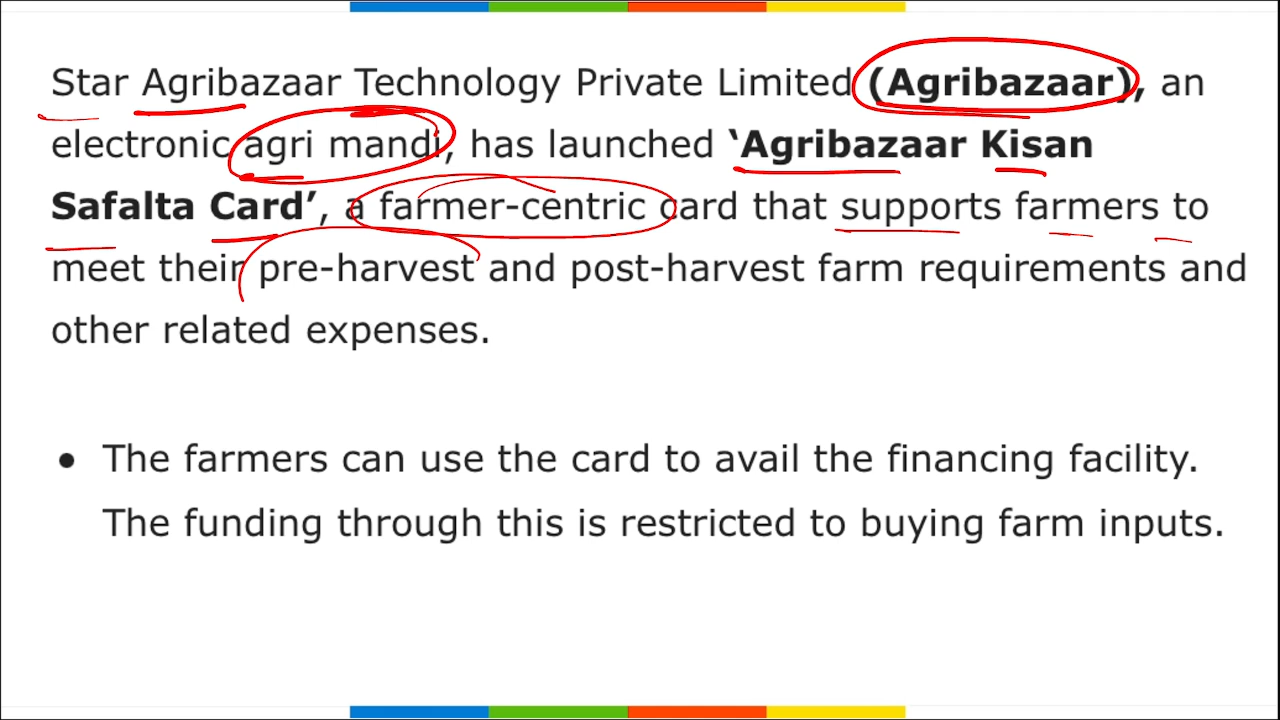 Star Agribazaar Technology Private Limited (Agribazaar), an
electronic agri mandi, has launched ‘Agribazaar Kisan
Safalta Card’, a farmer-centric card that supports farmers to
meet their pre-harvest and post-harvest farm requirements and
other related expenses.
● The farmers can use the card to avail the financing facility.
The funding through this is restricted to buying farm inputs.